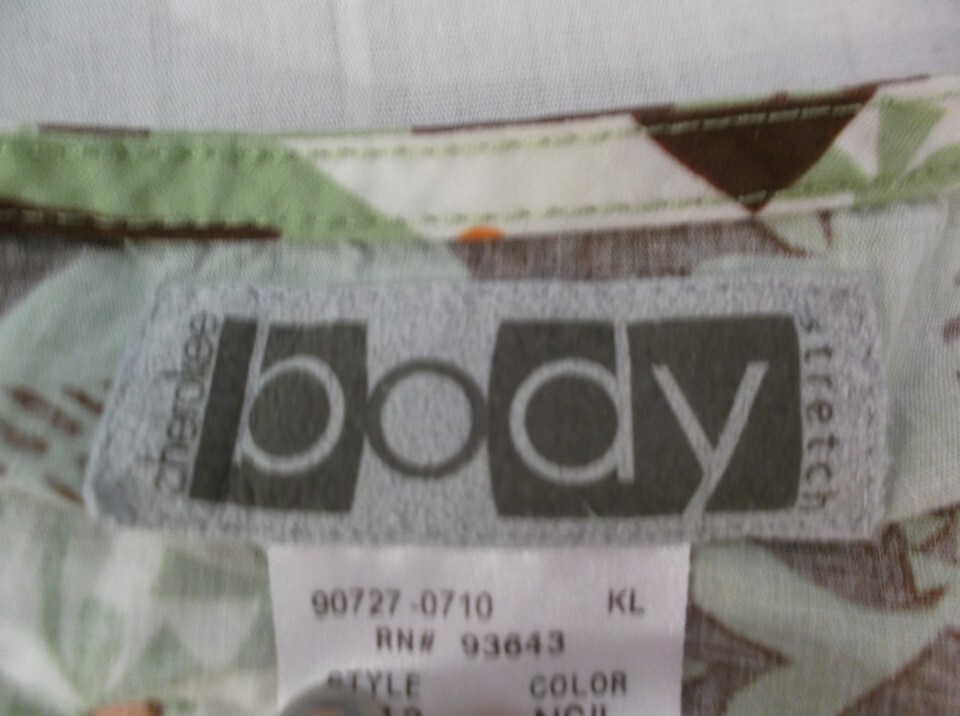 cherokee
body
stretch
90727-0710 KL
RN# 93643
STYLE COLOR